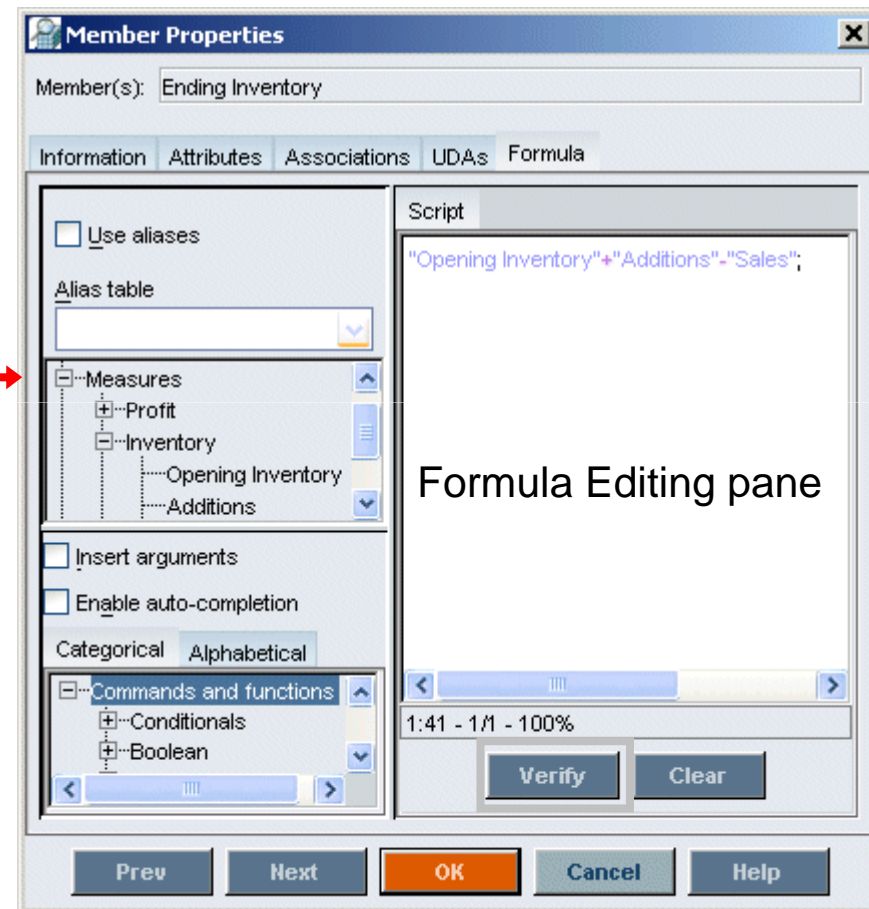 Member Properties
Member(s): Ending Inventory
Information Attributes Associations UDAs Formula
Use aliases
Alias table
Measures
Profit
Inventory
Opening Inventory
Additions
Insert arguments
Enable auto-completion
Categorical Alphabetical
Commands and functions
Conditionals
Boolean
Script
"Opening Inventory"+"Additions"-"Sales";
Formula Editing pane
1:41 - 1/1 - 100%
Verify Clear
Prev Next OK Cancel Help